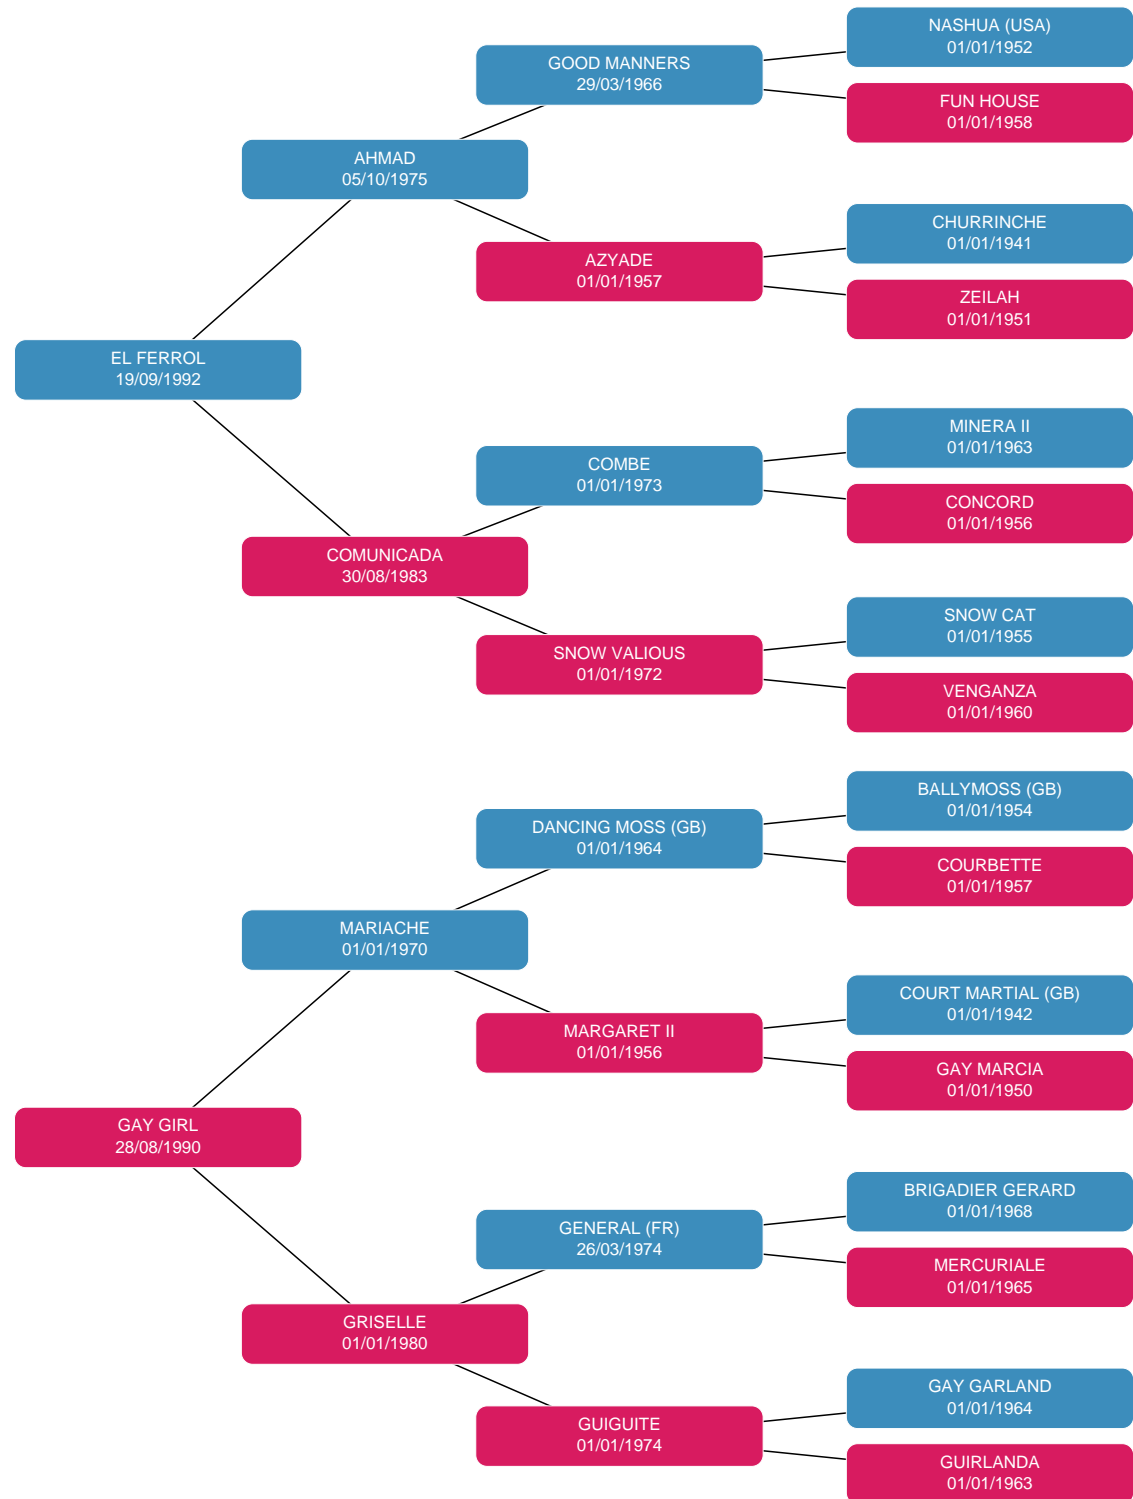 NASHUA (USA)
01/01/1952
GOOD MANNERS
29/03/1966
FUN HOUSE
01/01/1958
AHMAD
05/10/1975
CHURRINCHE
01/01/1941
AZYADE
01/01/1957
ZEILAH
01/01/1951
EL FERROL
19/09/1992
MINERA II
01/01/1963
COMBE
01/01/1973
CONCORD
01/01/1956
COMUNICADA
30/08/1983
SNOW CAT
01/01/1955
SNOW VALIOUS
01/01/1972
VENGANZA
01/01/1960
BALLYMOSS (GB)
01/01/1954
DANCING MOSS (GB)
01/01/1964
COURBETTE
01/01/1957
MARIACHE
01/01/1970
COURT MARTIAL (GB)
01/01/1942
MARGARET II
01/01/1956
GAY MARCIA
01/01/1950
GAY GIRL
28/08/1990
BRIGADIER GERARD
01/01/1968
GENERAL (FR)
26/03/1974
MERCURIALE
01/01/1965
GRISELLE
01/01/1980
GAY GARLAND
01/01/1964
GUIGUITE
01/01/1974
GUIRLANDA
01/01/1963